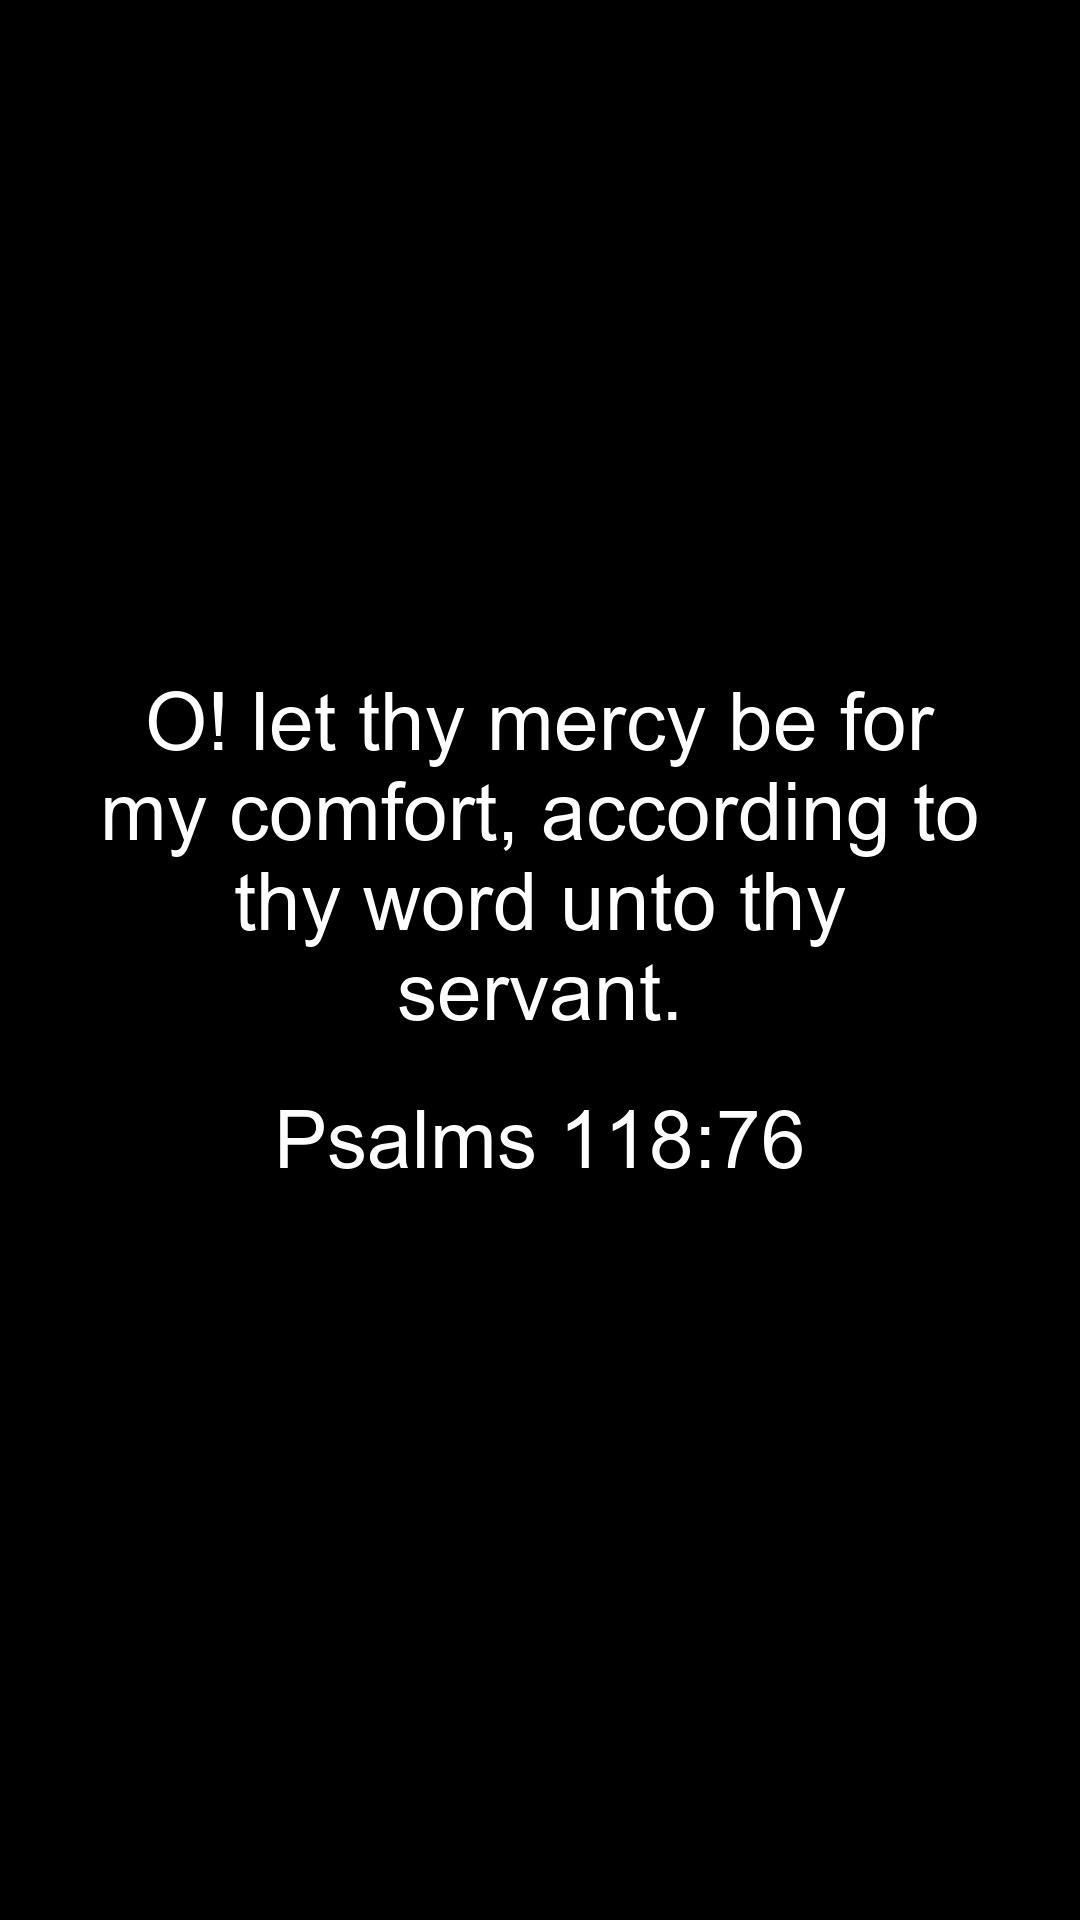 O! let thy mercy be for
my comfort, according to
thy word unto thy
servant.
Psalms 118:76